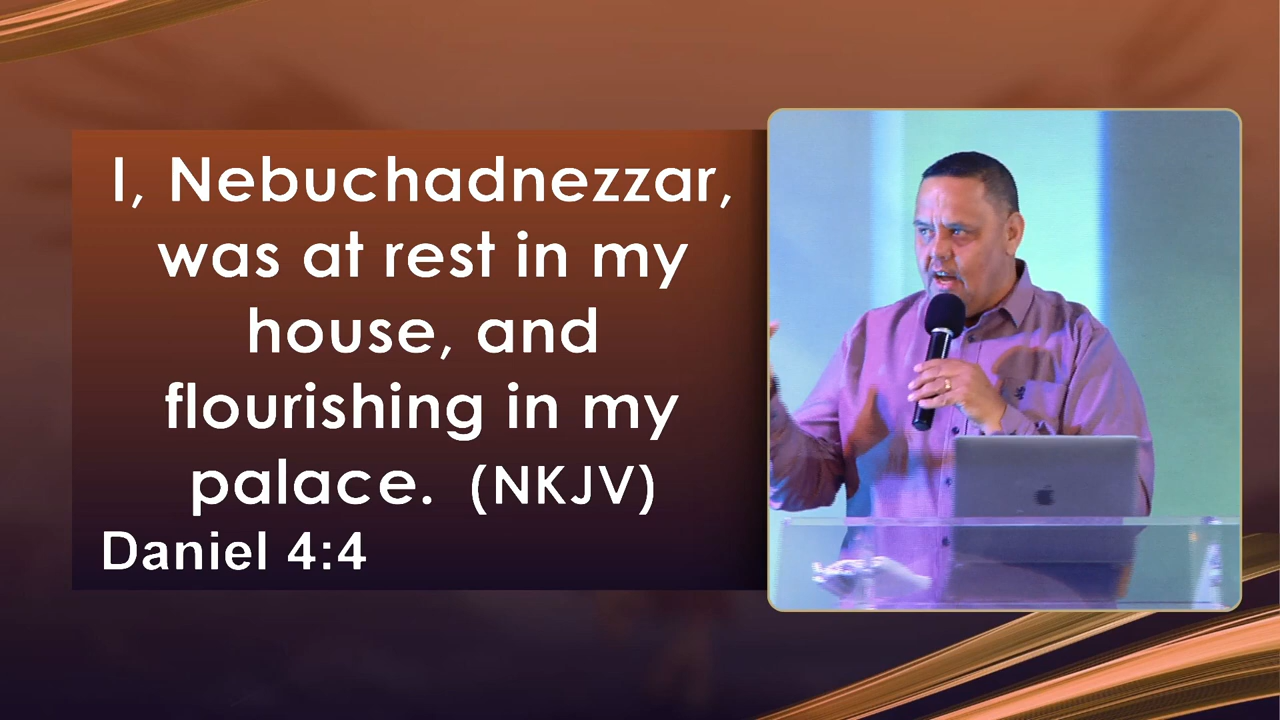 I, Nebuchadnezzar,
was at rest in my
house, and
flourishing in my
palace. (NKJV)
Daniel 4:4